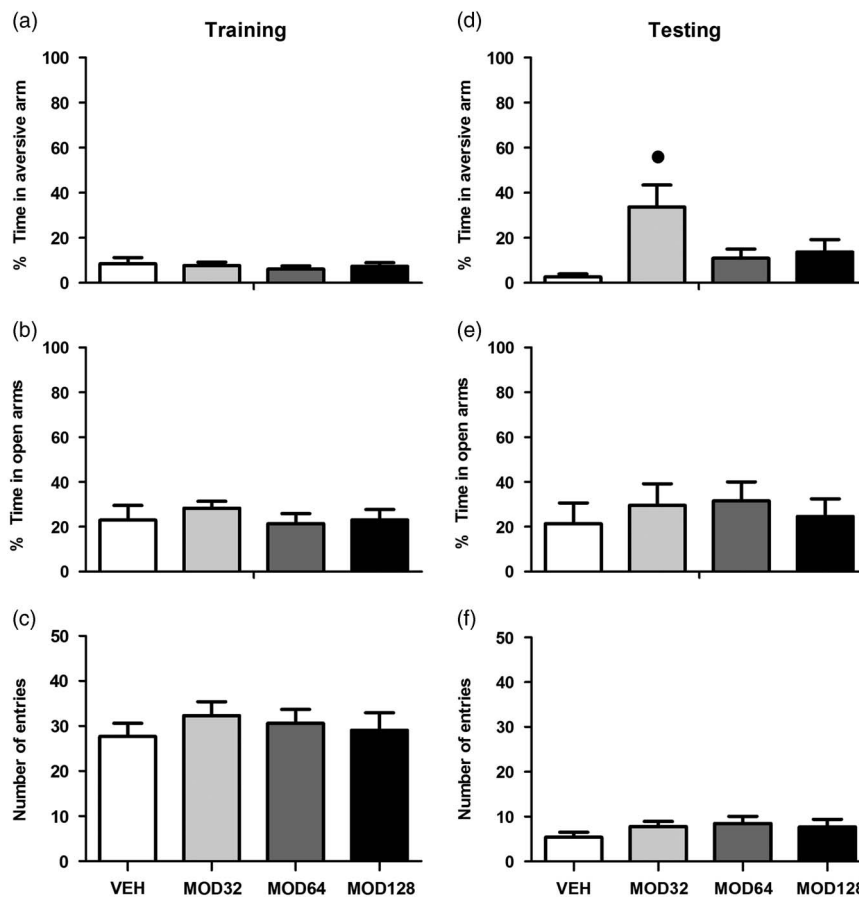 (a)
Training
% Time in aversive arm
100
80
60
40
20
0
(d)
Testing
% Time in aversive arm
100
80
60
40
20
0
(b)
% Time in open arms
100
80
60
40
20
0
(e)
% Time in open arms
100
80
60
40
20
0
(c)
Number of entries
50
40
30
20
10
0
VEH MOD32 MOD64 MOD128
(f)
Number of entries
50
40
30
20
10
0
VEH MOD32 MOD64 MOD128